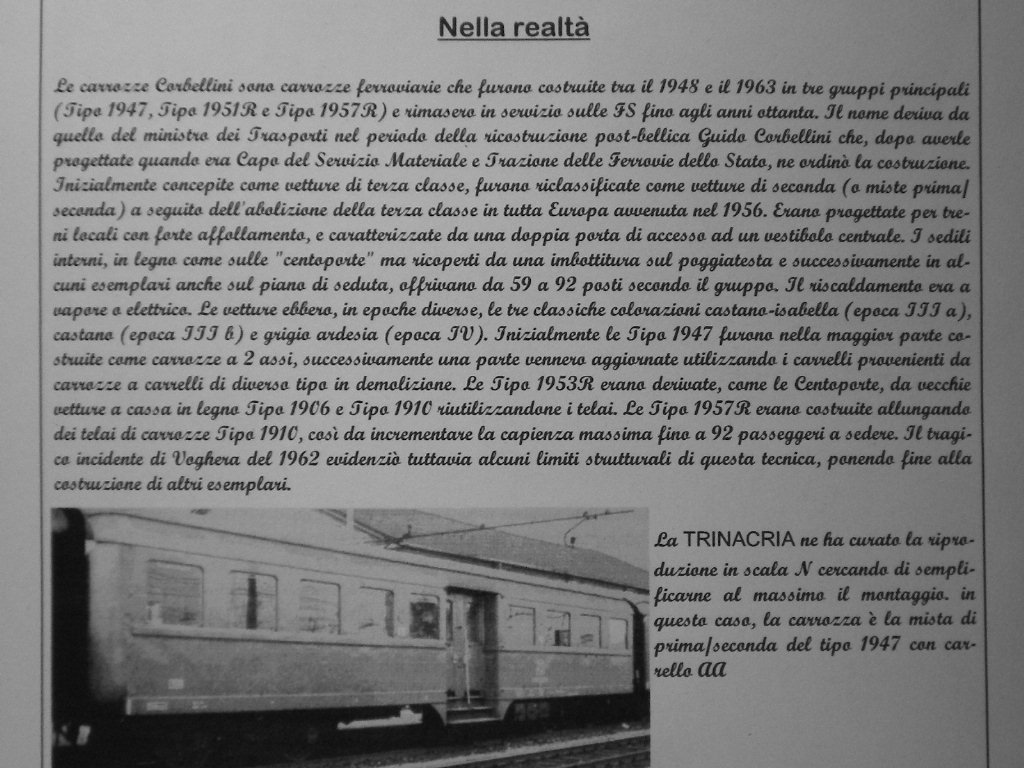 Nella realtà
Le carrozze Corbellini sono carrozze ferroviarie che furono costruite tra il 1948 e il 1963 in tre gruppi principali
(Tipo 1947, Tipo 1951R e Tipo 1957R) e rimasero in servizio sulle FS fino agli anni ottanta. Il nome deriva da
quello del ministro dei Trasporti nel periodo della ricostruzione post-bellica Guido Corbellini che, dopo averle
progettate quando era Capo del Servizio Materiale e Trazione delle Ferrovie dello Stato, ne ordinò la costruzione.
Inizialmente concepite come vetture di terza classe, furono riclassificate come vetture di seconda (o miste prima/
seconda) a seguito dell'abolizione della terza classe in tutta Europa avvenuta nel 1956. Erano progettate per tre-
ni locali con forte affollamento, e caratterizzate da una doppia porta di accesso ad un vestibolo centrale. I sedili
interni, in legno come sulle "centoporte" ma ricoperti da una imbottitura sul poggiatesta e successivamente in al-
cuni esemplari anche sul piano di seduta, offrivano da 59 a 92 posti secondo il gruppo. Il riscaldamento era a
vapore o elettrico. Le vetture ebbero, in epoche diverse, le tre classiche colorazioni castano-isabella (epoca III a),
castano (epoca III b) e grigio ardesia (epoca IV). Inizialmente le Tipo 1947 furono nella maggior parte co-
struite come carrozze a 2 assi, successivamente una parte vennero aggiornate utilizzando i carrelli provenienti da
carrozze a carrelli di diverso tipo in demolizione. Le Tipo 1953R erano derivate, come le Centoporte, da vecchie
vetture a cassa in legno Tipo 1906 e Tipo 1910 riutilizzandone i telai. Le Tipo 1957R erano costruite allungando
dei telai di carrozze Tipo 1910, così da incrementare la capienza massima fino a 92 passeggeri a sedere. Il tragi-
co incidente di Voghera del 1962 evidenziò tuttavia alcuni limiti strutturali di questa tecnica, ponendo fine alla
costruzione di altri esemplari.
La TRINACRIA ne ha curato la ripro-
duzione in scala N cercando di sempli-
ficarne al massimo il montaggio. in
questo caso, la carrozza è la mista di
prima/seconda del tipo 1947 con car-
rello AA